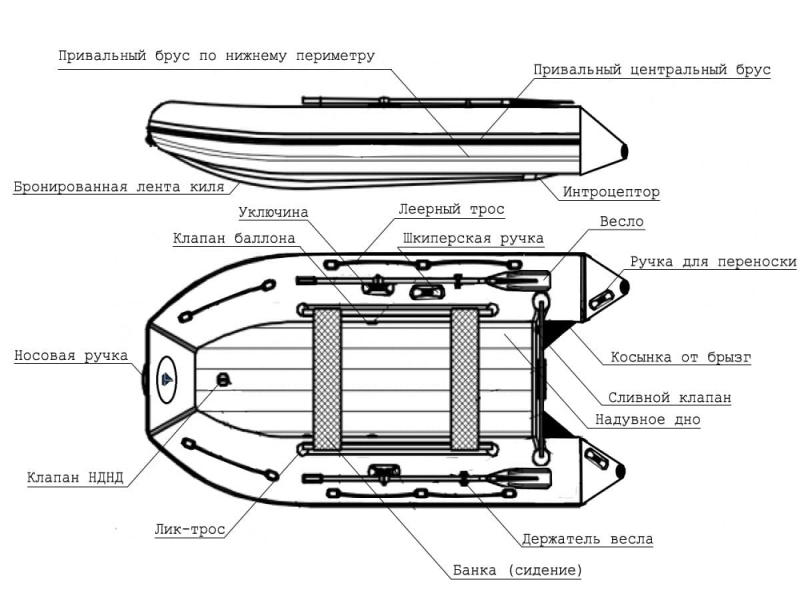 Привальный брус по нижнему периметру
Привальный центральный брус
Бронированная лента киля
Интроцептор
Уключина
Леерный трос
Весло
Клапан баллона
Шкиперская ручка
Ручка для переноски
Носовая ручка
Косынка от брызг
Сливной клапан
Надувное дно
Клапан НДНД
Лик-трос
Держатель весла
Банка (сидение)